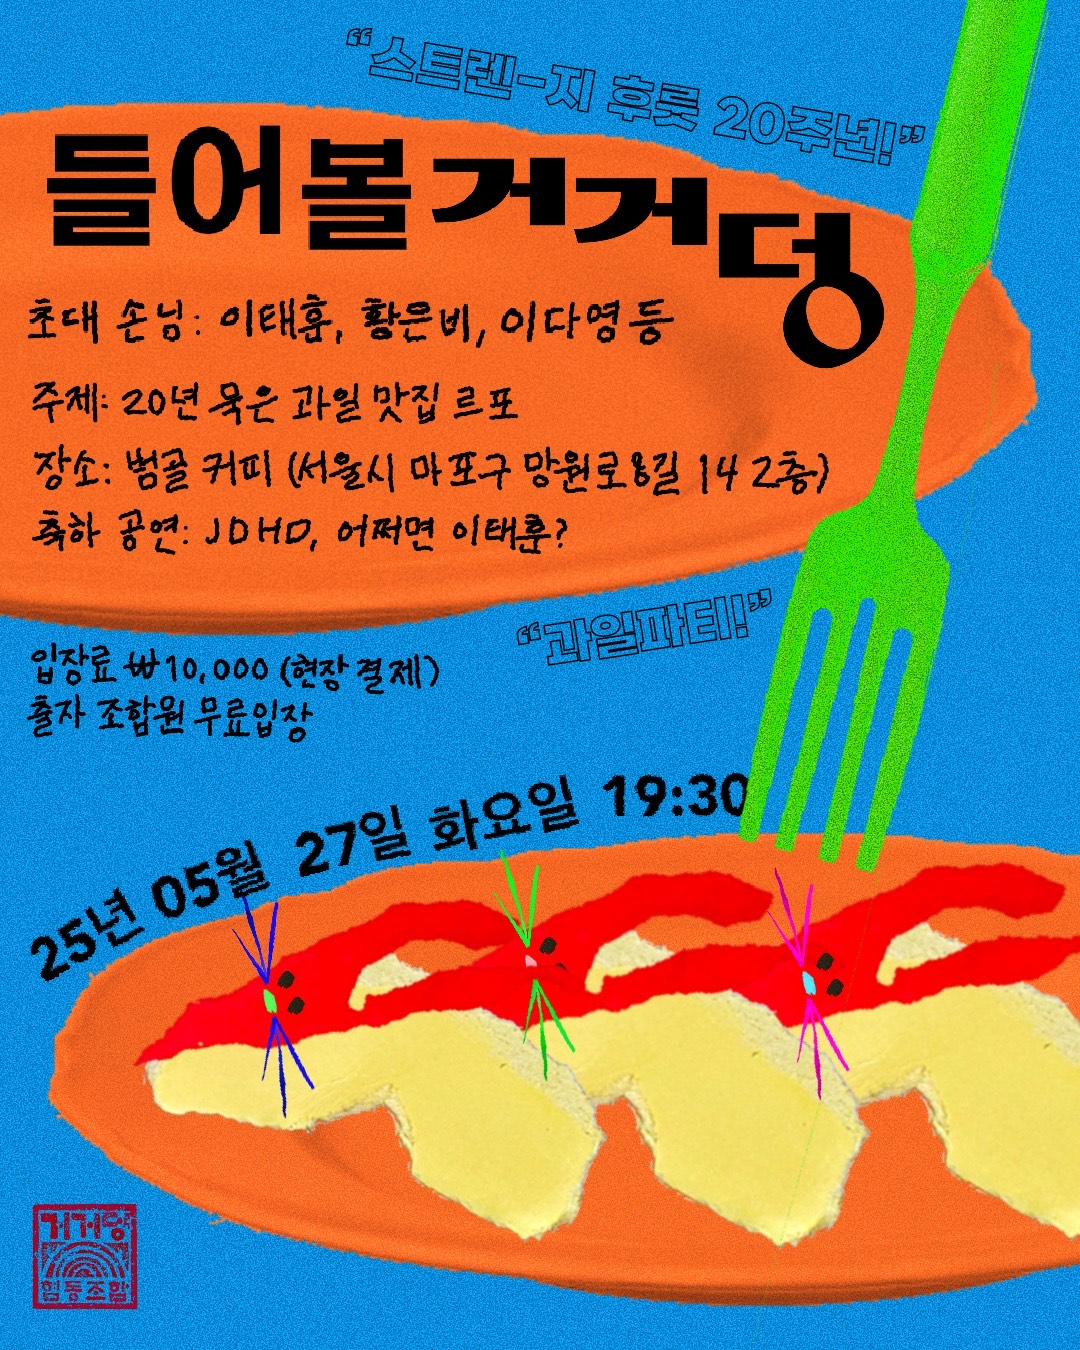 “스트렌-지 후룻 20주년!”
들어볼거거덩
초대 손님: 이태훈, 황은비, 이다영 등
주제: 20년 묵은 과일 맛집 르포
장소: 범골 커피 (서울시 마포구 망원로8길 14 2층)
축하 공연: JDHD, 어쩌면 이태훈?
“과일파티!”
입장료 ₩10,000 (현장 결제)
출자 조합원 무료입장
25년 05월 27일 화요일 19:30
거거당
협동조합